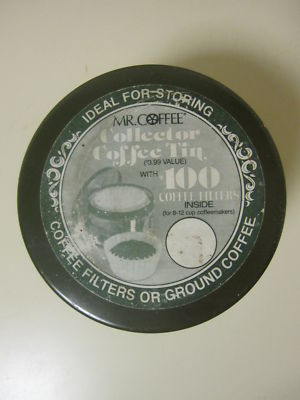 IDEAL FOR STORING
MR. COFFEE
Collector
Coffee Tin
($3.99 VALUE)
WITH 100
COFFEE FILTERS
INSIDE
(for 8-12 cup coffeemakers)
COFFEE FILTERS OR GROUND COFFEE